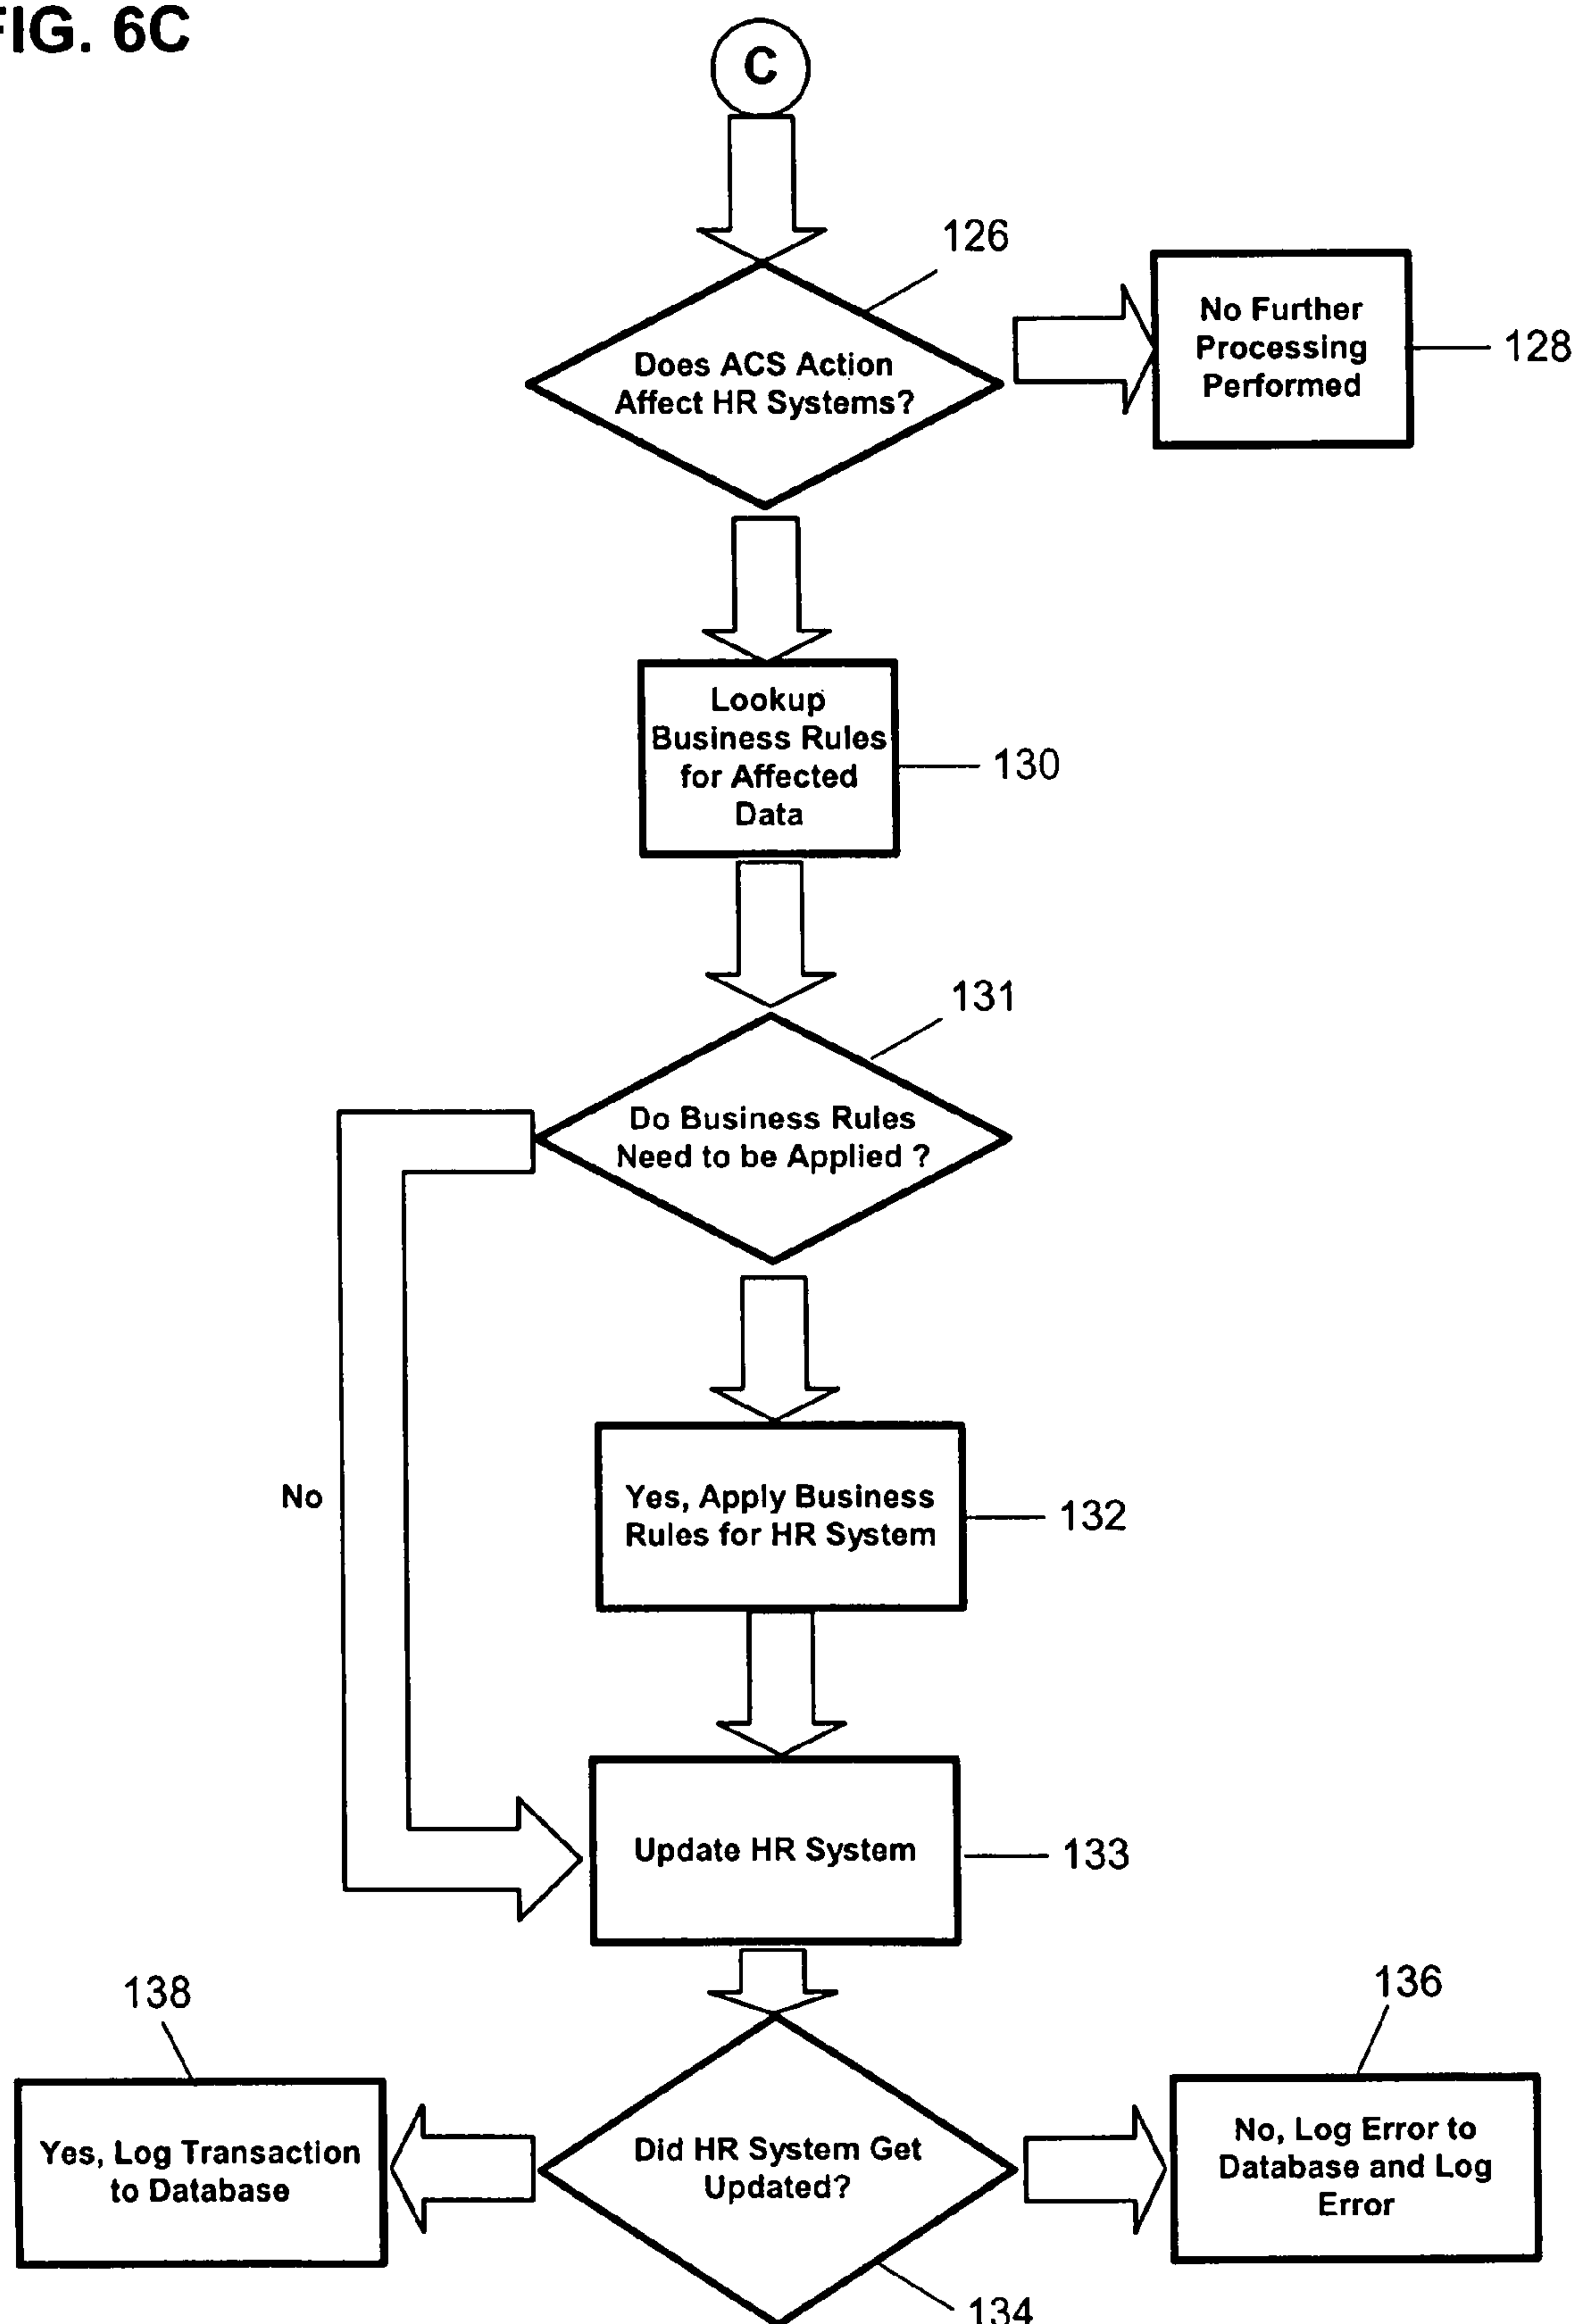 FIG. 6C
C
126
Does ACS Action
Affect HR Systems?
No Further
Processing
Performed
128
Lookup
Business Rules
for Affected
Data
130
131
Do Business Rules
Need to be Applied ?
No
Yes, Apply Business
Rules for HR System
132
Update HR System
133
138
136
Yes, Log Transaction
to Database
Did HR System Get
Updated?
No, Log Error to
Database and Log
Error
134